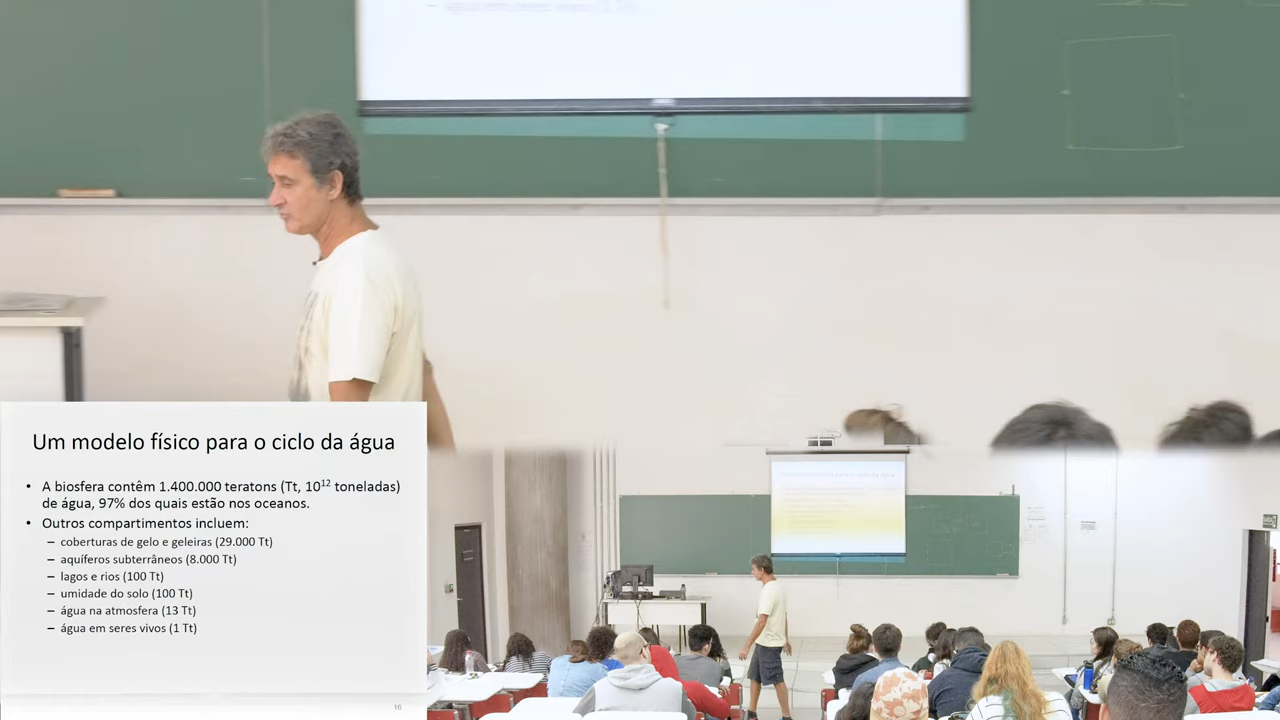 Um modelo físico para o ciclo da água
• A biosfera contém 1.400.000 teratons (Tt, 10¹² toneladas)
de água, 97% dos quais estão nos oceanos.
• Outros compartimentos incluem:
– coberturas de gelo e geleiras (29.000 Tt)
– aquíferos subterrâneos (8.000 Tt)
– lagos e rios (100 Tt)
– umidade do solo (100 Tt)
– água na atmosfera (13 Tt)
– água em seres vivos (1 Tt)
16